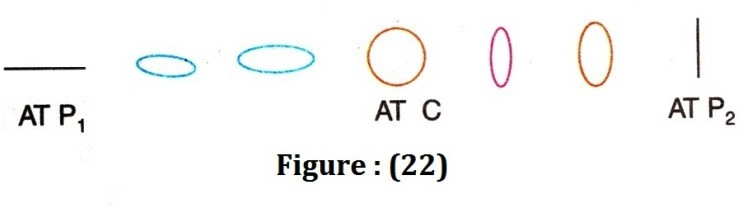 AT P₁
AT C
AT P₂
Figure : (22)